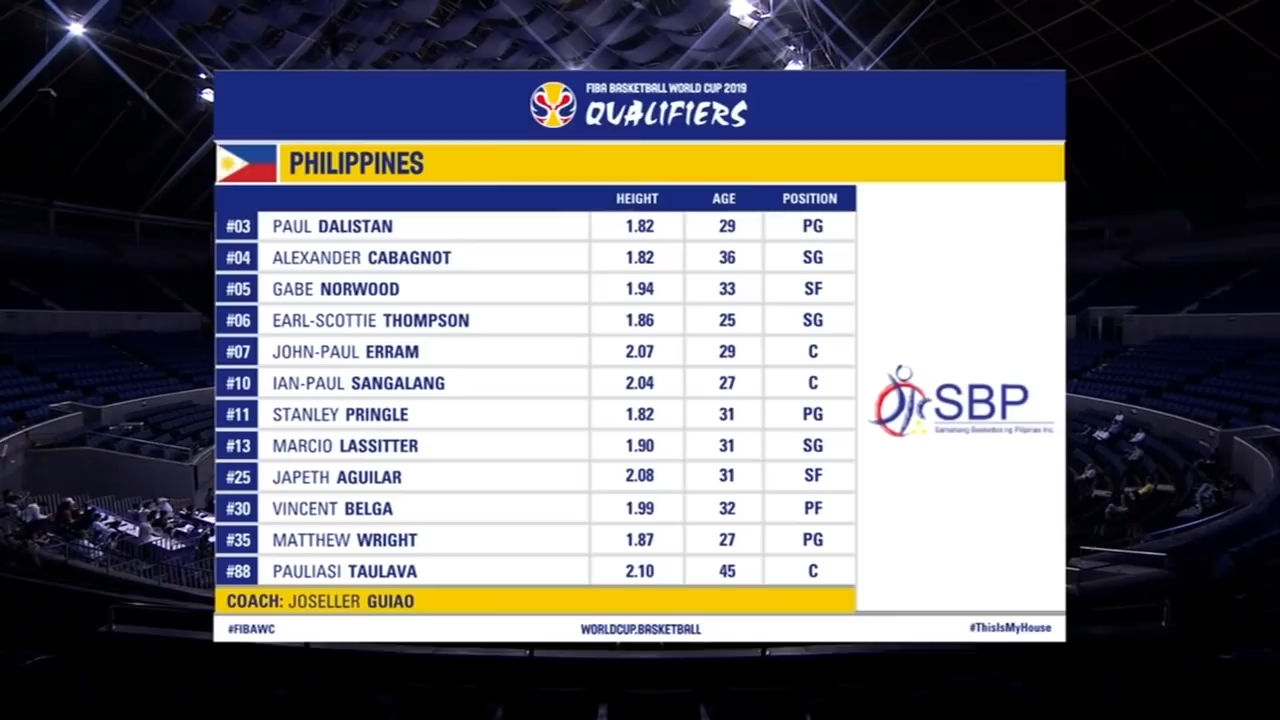 FIBA BASKETBALL WORLD CUP 2019
QUALIFIERS
PHILIPPINES
HEIGHT AGE POSITION
#03 PAUL DALISTAN 1.82 29 PG
#04 ALEXANDER CABAGNOT 1.82 36 SG
#05 GABE NORWOOD 1.94 33 SF
#06 EARL-SCOTTIE THOMPSON 1.86 25 SG
#07 JOHN-PAUL ERRAM 2.07 29 C
#10 IAN-PAUL SANGALANG 2.04 27 C
#11 STANLEY PRINGLE 1.82 31 PG
#13 MARCIO LASSITTER 1.90 31 SG
#25 JAPETH AGUILAR 2.08 31 SF
#30 VINCENT BELGA 1.99 32 PF
#35 MATTHEW WRIGHT 1.87 27 PG
#88 PAULIASI TAULAVA 2.10 45 C
COACH: JOSELLER GUIAO
SBP
Samahang Basketbol ng Pilipinas Inc.
#FIBAWC WORLDCUP.BASKETBALL #ThisIsMyHouse